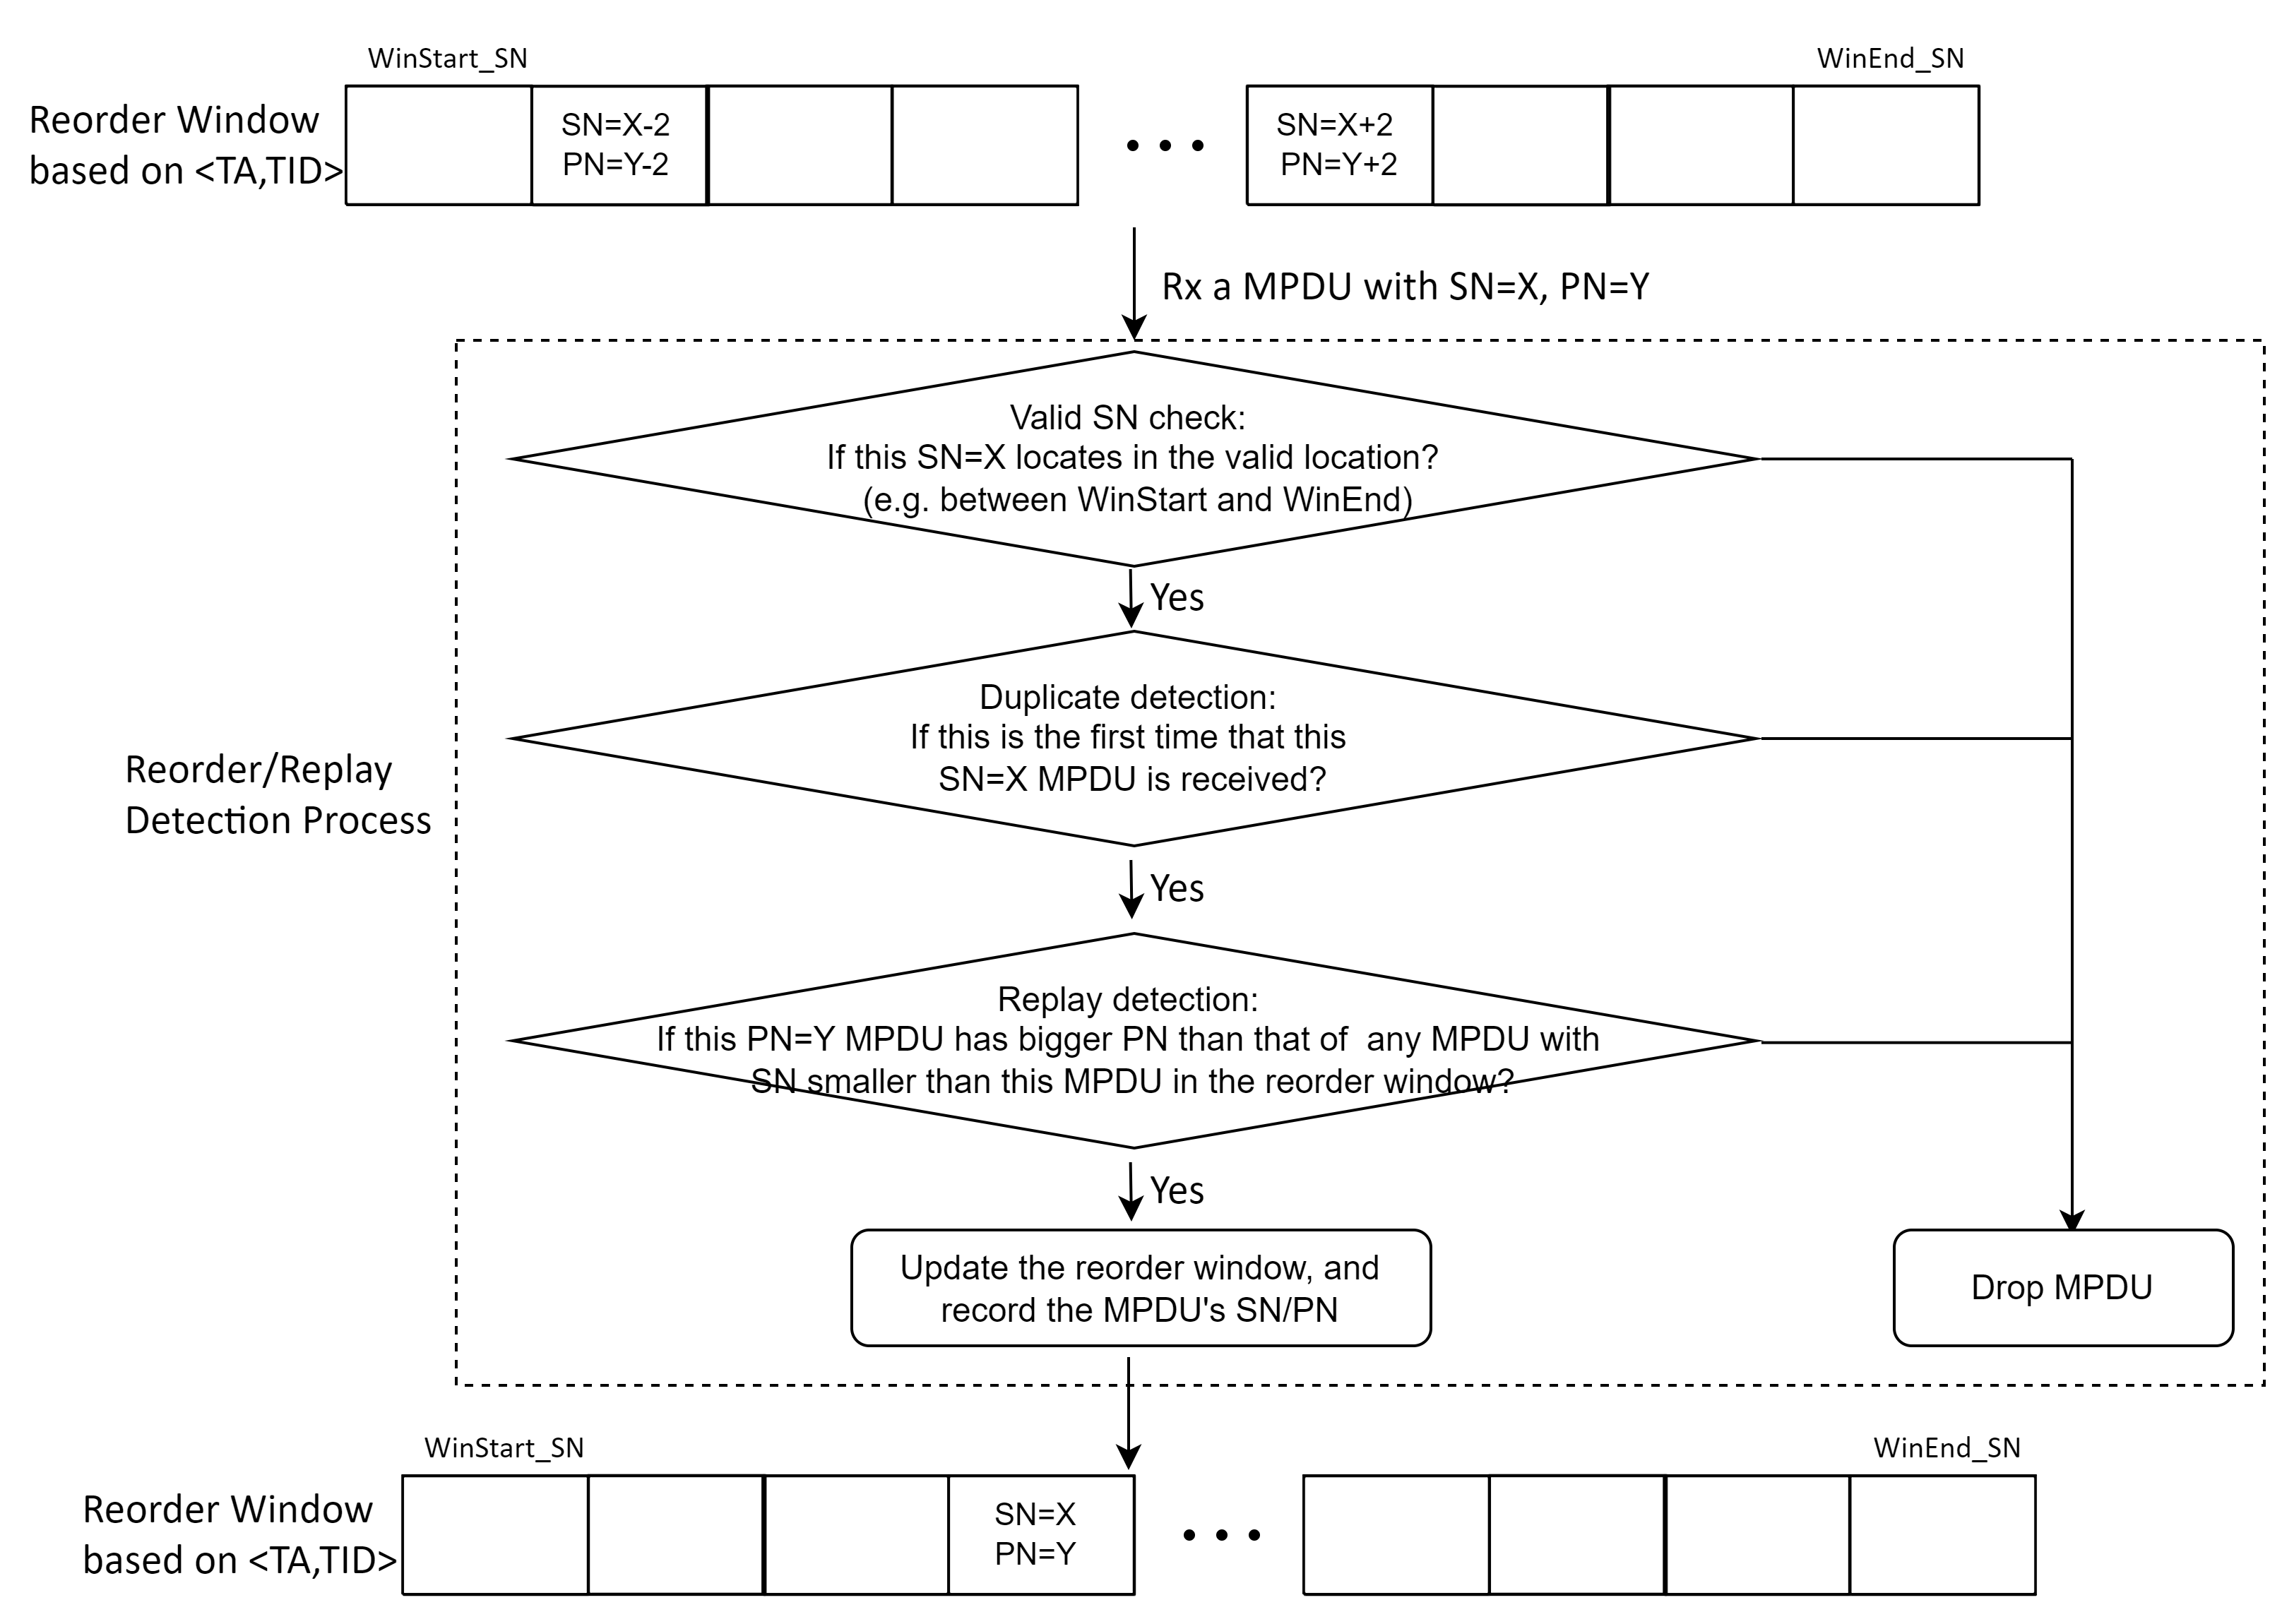 WinStart_SN
WinEnd_SN
Reorder Window
based on <TA,TID>
SN=X-2
PN=Y-2
SN=X+2
PN=Y+2
Rx a MPDU with SN=X, PN=Y
Valid SN check:
If this SN=X locates in the valid location?
(e.g. between WinStart and WinEnd)
Yes
Duplicate detection:
If this is the first time that this
SN=X MPDU is received?
Reorder/Replay
Detection Process
Yes
Replay detection:
If this PN=Y MPDU has bigger PN than that of  any MPDU with
SN smaller than this MPDU in the reorder window?
Yes
Update the reorder window, and
record the MPDU's SN/PN
Drop MPDU
WinStart_SN
WinEnd_SN
Reorder Window
based on <TA,TID>
SN=X
PN=Y